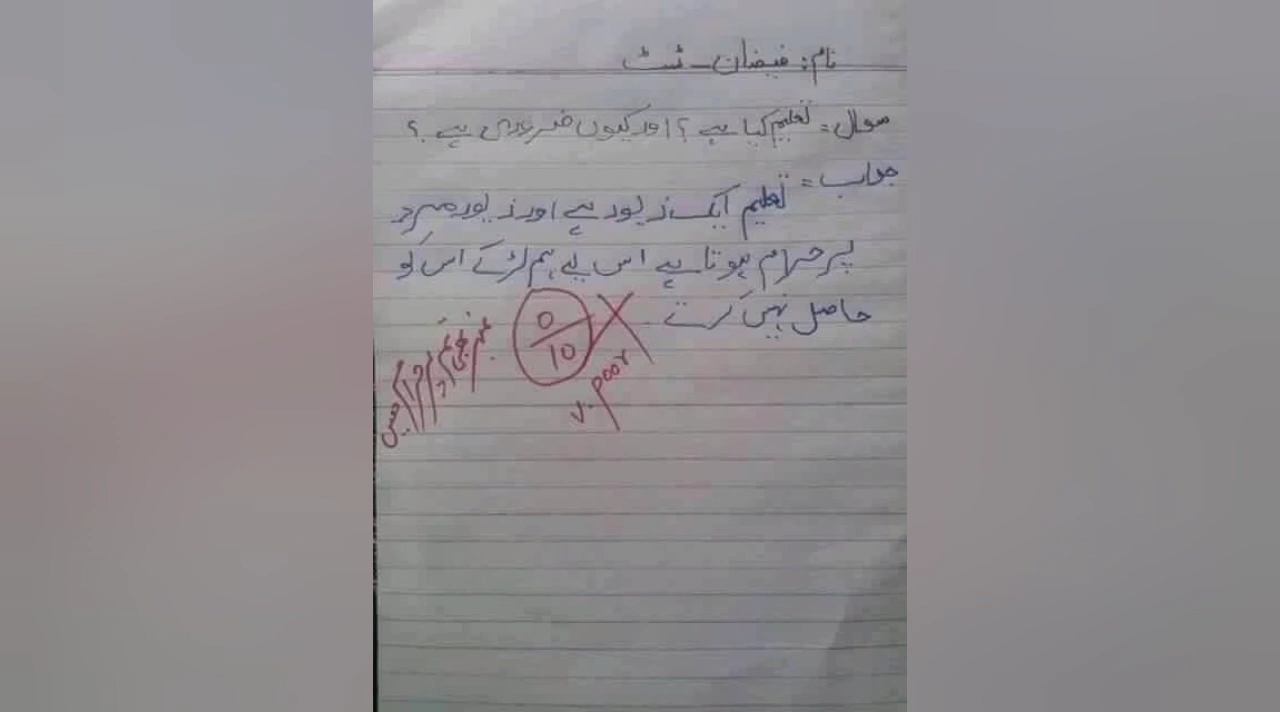 نام: فیضان - ٹسٹ
سوال= تعلیم کیا ہے؟ اور کیوں ضروری ہے؟
جواب= تعلیم ایک زیور ہے اور زیور مرد
پر حرام ہوتا ہے اس لیے ہم لڑکے اس کو
حاصل نہیں کرتے -
0/10
v. poor